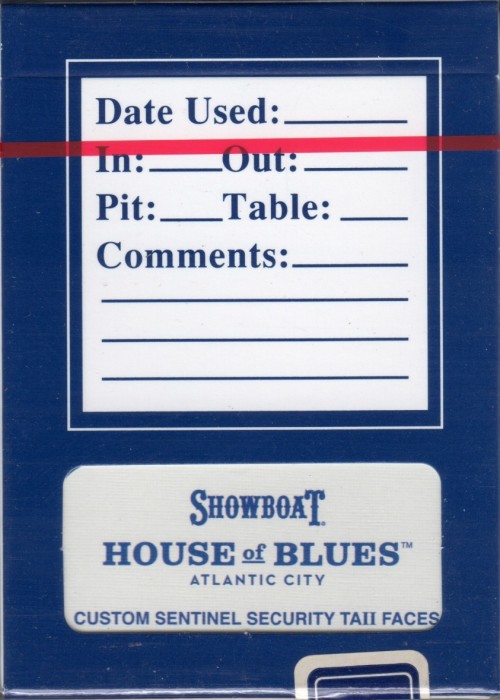 Date Used:
In: Out:
Pit: Table:
Comments:
SHOWBOAT®
HOUSE of BLUES™
ATLANTIC CITY
CUSTOM SENTINEL SECURITY TAII FACES